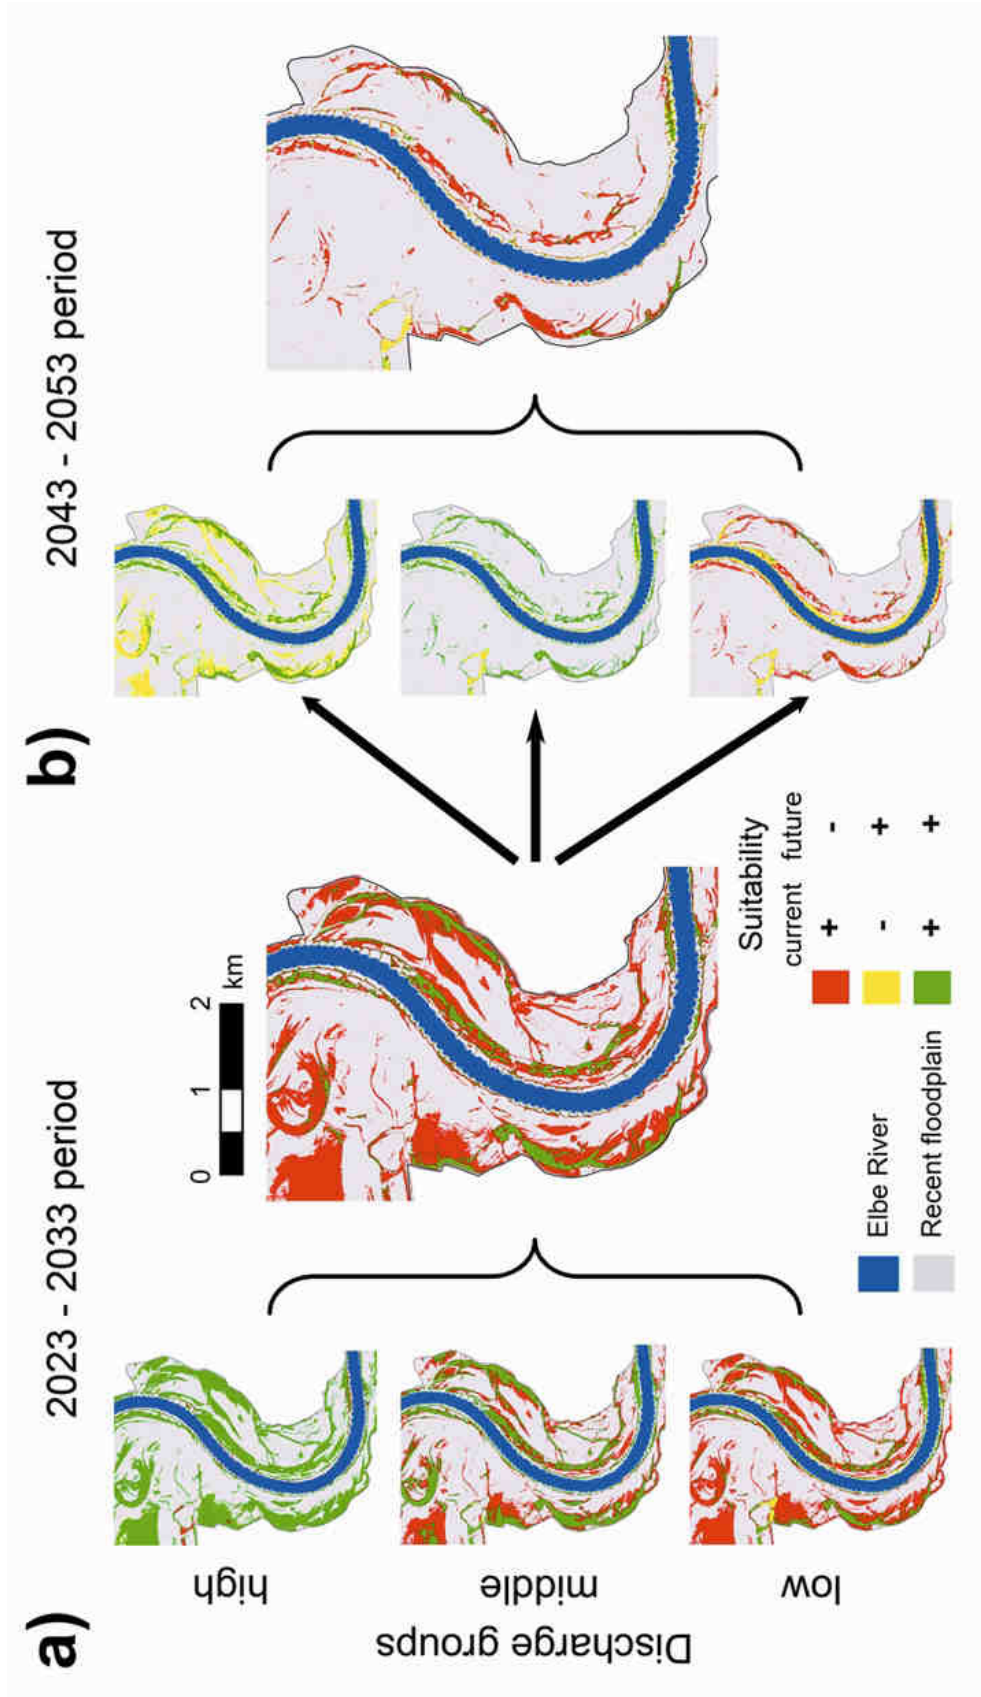 a)
2023 - 2033 period
b)
2043 - 2053 period
Discharge groups
high
middle
low
0 1 2
km
Elbe River
Recent floodplain
Suitability
current future
+ -
- +
+ +